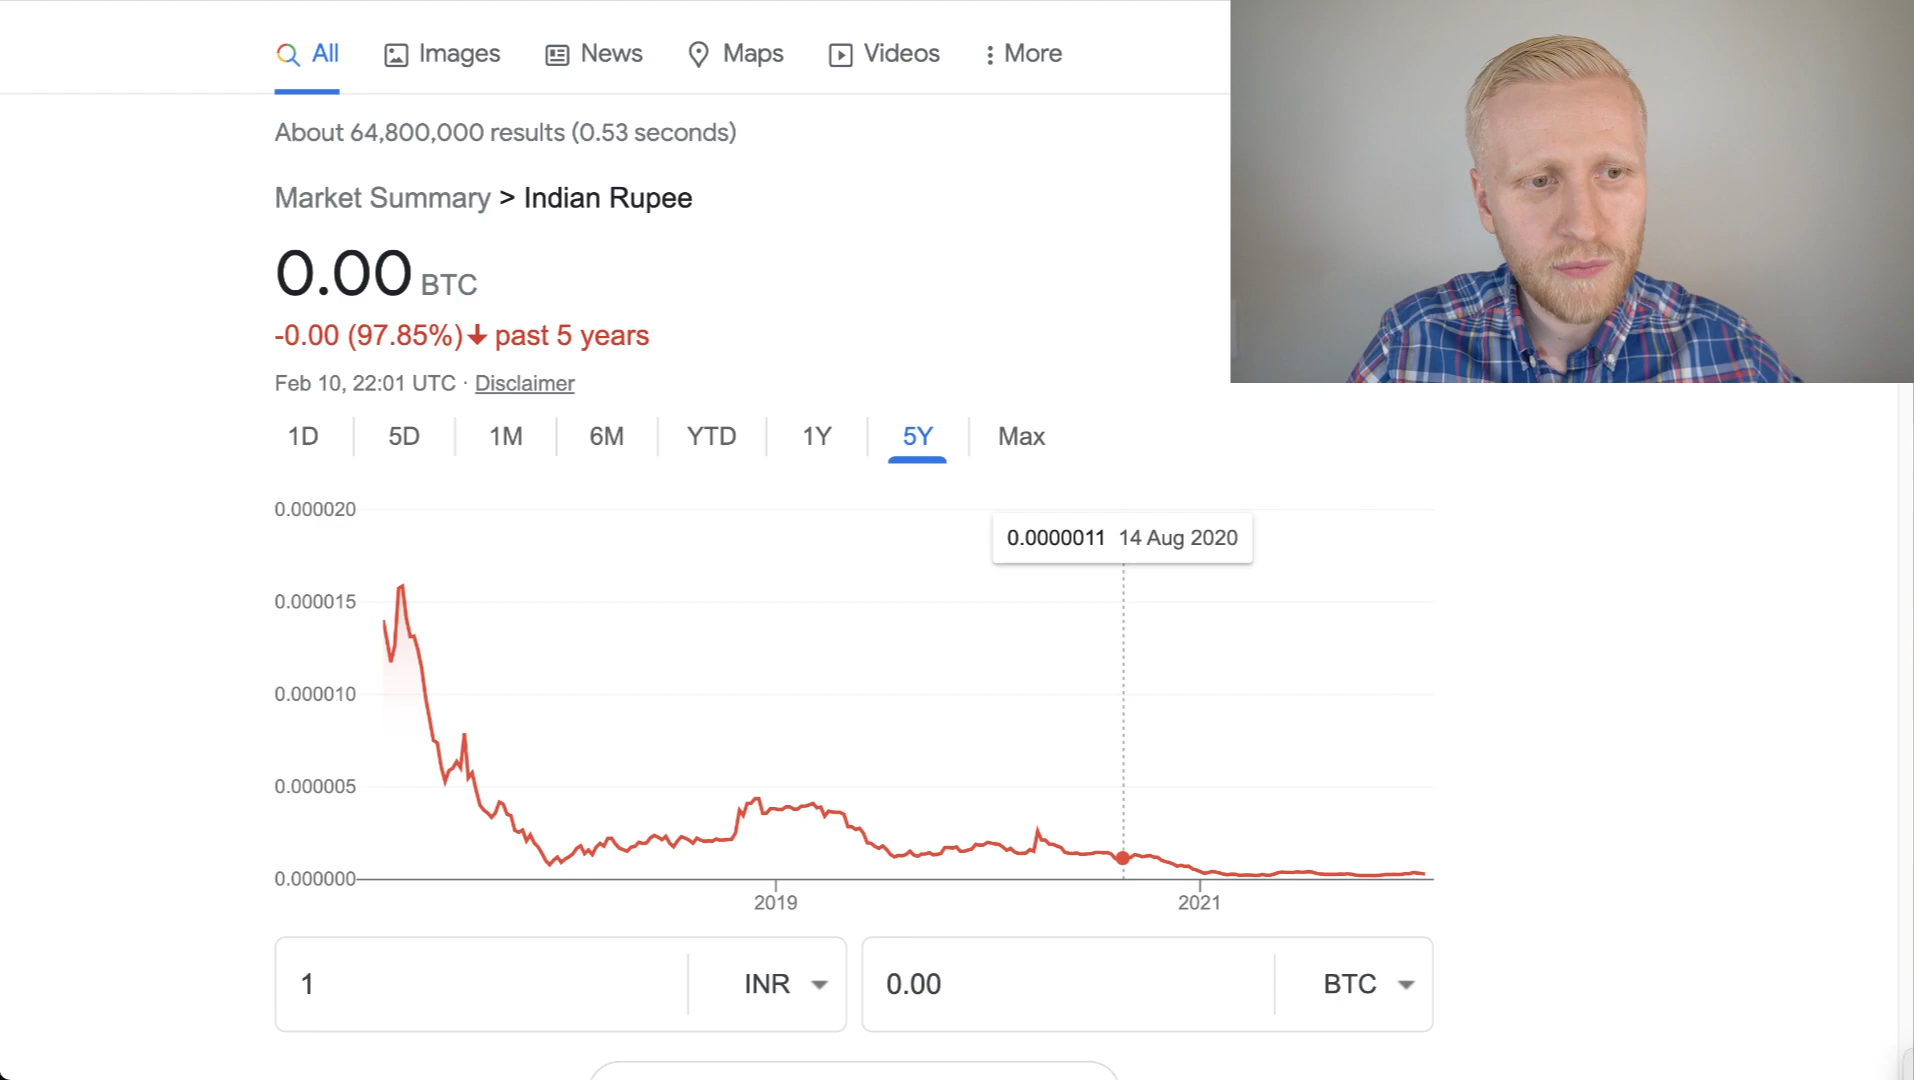 All Images News Maps Videos More
About 64,800,000 results (0.53 seconds)
Market Summary > Indian Rupee
0.00 BTC
-0.00 (97.85%) past 5 years
Feb 10, 22:01 UTC · Disclaimer
1D 5D 1M 6M YTD 1Y 5Y Max
0.000020
0.0000011 14 Aug 2020
0.000015
0.000010
0.000005
0.000000
2019 2021
1 INR 0.00 BTC